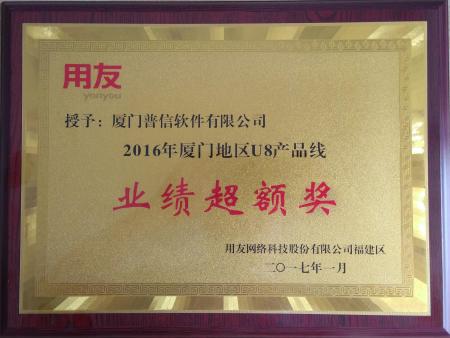 用友
yonyou
授予：厦门普信软件有限公司
2016年厦门地区U8产品线
业绩超额奖
用友网络科技股份有限公司福建区
二〇一七年一月